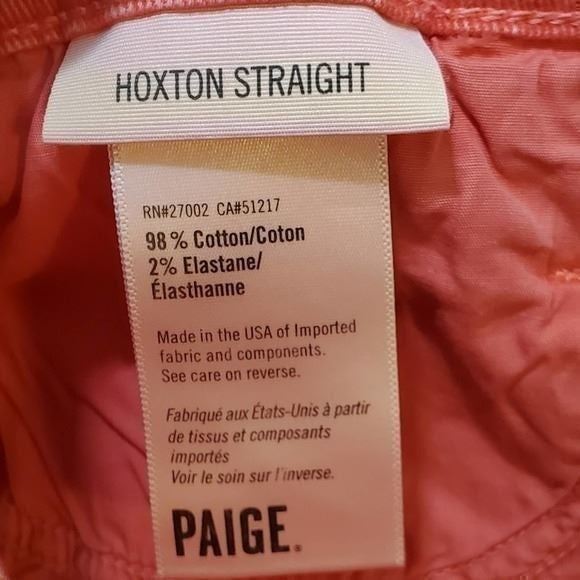 HOXTON STRAIGHT
RN#27002 CA#51217
98% Cotton/Coton
2% Elastane/
Élasthanne
Made in the USA of Imported
fabric and components.
See care on reverse.
Fabriqué aux États-Unis à partir
de tissus et composants
importés
Voir le soin sur l'inverse.
PAIGE.